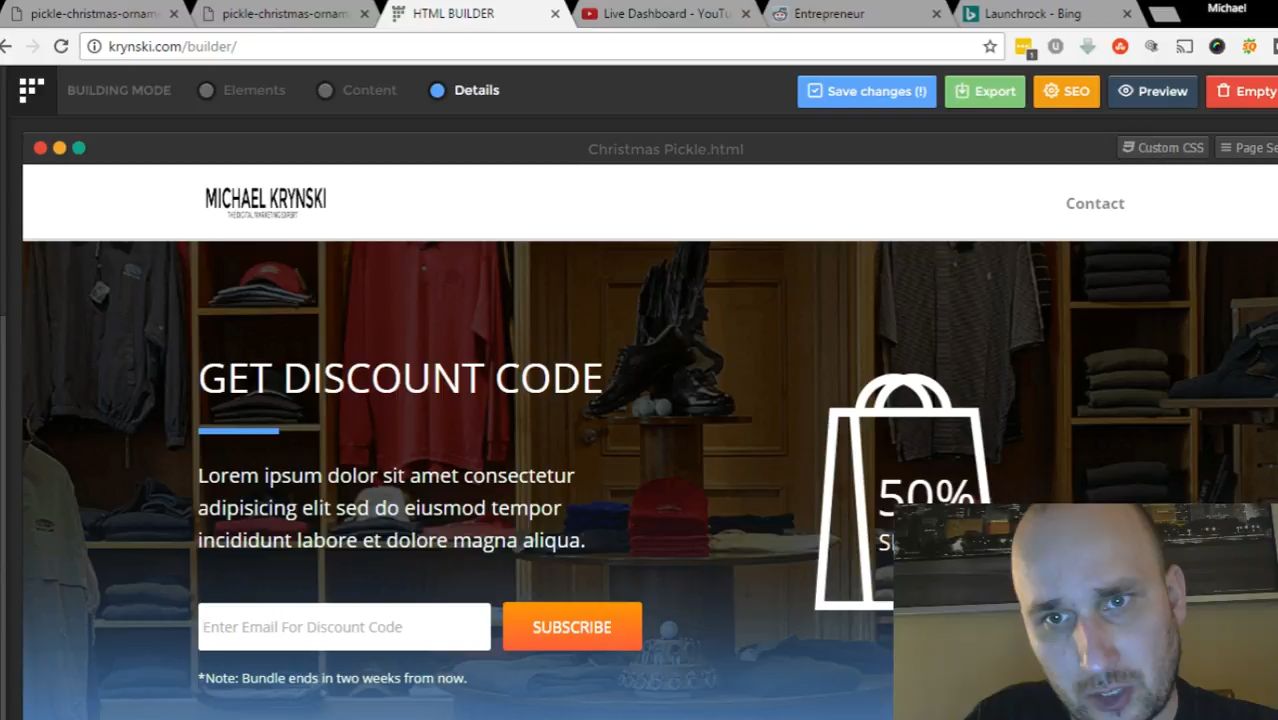 pickle-christmas-ornam
pickle-christmas-ornam
HTML BUILDER
Live Dashboard - YouTu
Entrepreneur
Launchrock - Bing
Michael
krynski.com/builder/
1
BUILDING MODE
Elements
Content
Details
Save changes (!)
Export
SEO
Preview
Empty
Christmas Pickle.html
Custom CSS
Page Se
MICHAEL KRYNSKI
THE DIGITAL MARKETING EXPERT
Contact
GET DISCOUNT CODE
Lorem ipsum dolor sit amet consectetur
adipisicing elit sed do eiusmod tempor
incididunt labore et dolore magna aliqua.
50%
Enter Email For Discount Code
SUBSCRIBE
*Note: Bundle ends in two weeks from now.